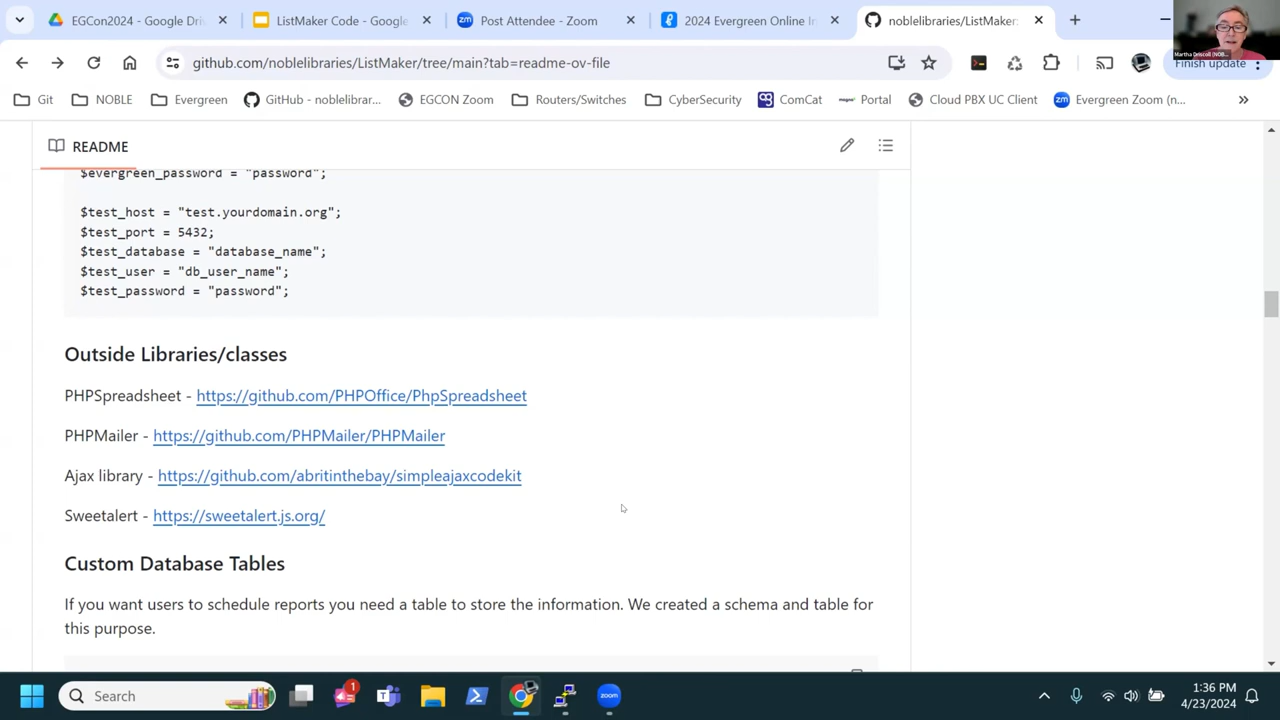 EGCon2024 - Google Dri
ListMaker Code - Google
Post Attendee - Zoom
2024 Evergreen Online In
noblelibraries/ListMaker:
github.com/noblelibraries/ListMaker/tree/main?tab=readme-ov-file
Finish update
Git
NOBLE
Evergreen
GitHub - noblelibrar...
EGCON Zoom
Routers/Switches
CyberSecurity
ComCat
Portal
Cloud PBX UC Client
Evergreen Zoom (n...
README
$evergreen_password = "password";
$test_host = "test.yourdomain.org";
$test_port = 5432;
$test_database = "database_name";
$test_user = "db_user_name";
$test_password = "password";
Outside Libraries/classes
PHPSpreadsheet - https://github.com/PHPOffice/PhpSpreadsheet
PHPMailer - https://github.com/PHPMailer/PHPMailer
Ajax library - https://github.com/abritinthebay/simpleajaxcodekit
Sweetalert - https://sweetalert.js.org/
Custom Database Tables
If you want users to schedule reports you need a table to store the information. We created a schema and table for
this purpose.
Search
1
1:36 PM
4/23/2024